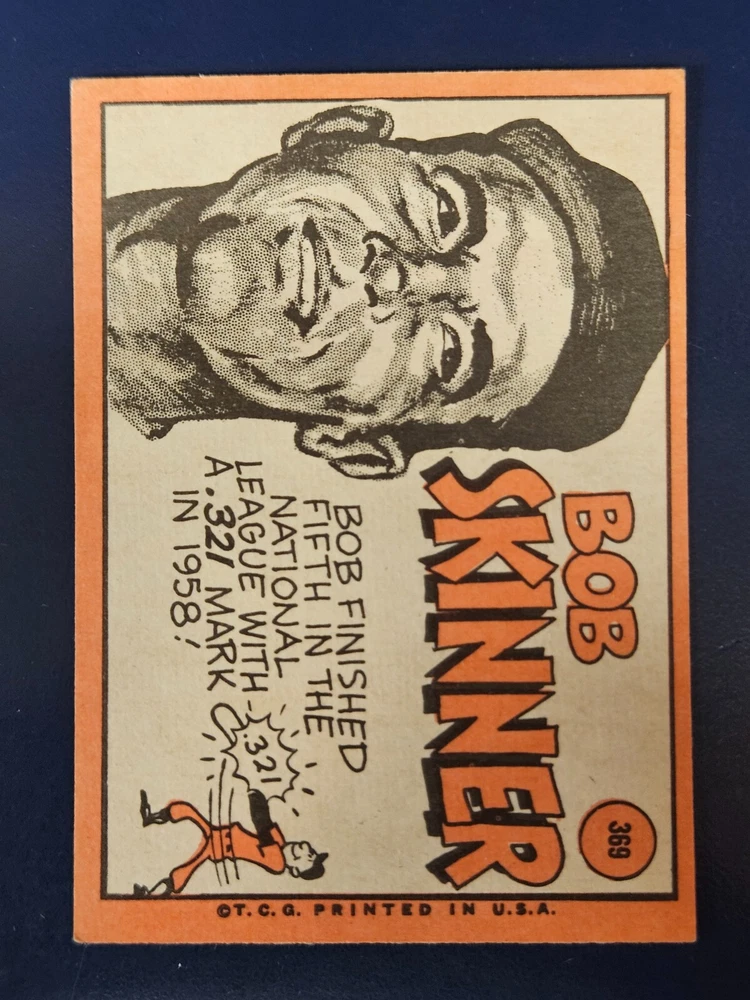 369
BOB
SKINNER
BOB FINISHED
FIFTH IN THE
NATIONAL
LEAGUE WITH
A .321 MARK
IN 1958!
.321
©T.C.G. PRINTED IN U.S.A.